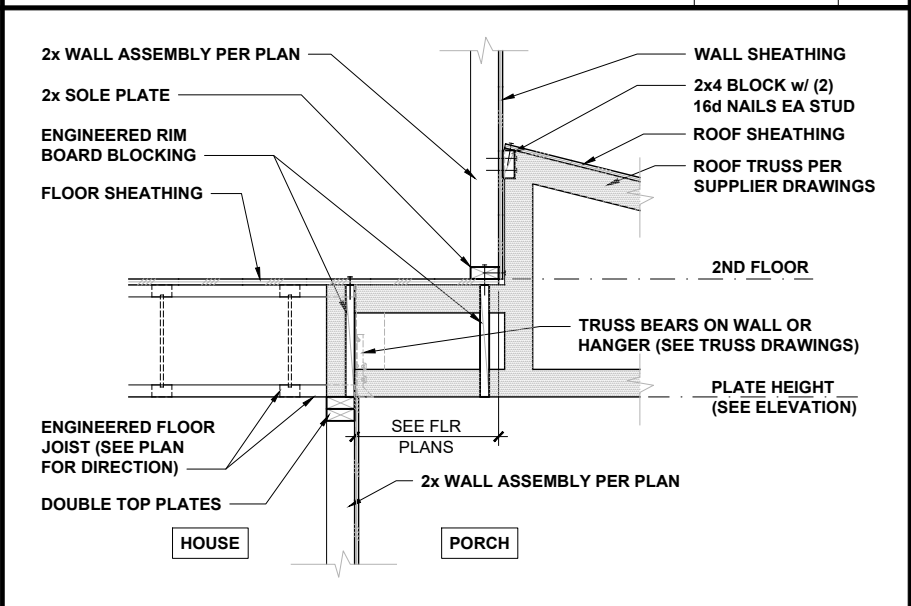 2x WALL ASSEMBLY PER PLAN
2x SOLE PLATE
ENGINEERED RIM
BOARD BLOCKING
FLOOR SHEATHING
WALL SHEATHING
2x4 BLOCK w/ (2)
16d NAILS EA STUD
ROOF SHEATHING
ROOF TRUSS PER
SUPPLIER DRAWINGS
2ND FLOOR
TRUSS BEARS ON WALL OR
HANGER (SEE TRUSS DRAWINGS)
PLATE HEIGHT
(SEE ELEVATION)
ENGINEERED FLOOR
JOIST (SEE PLAN
FOR DIRECTION)
DOUBLE TOP PLATES
SEE FLR
PLANS
2x WALL ASSEMBLY PER PLAN
HOUSE
PORCH